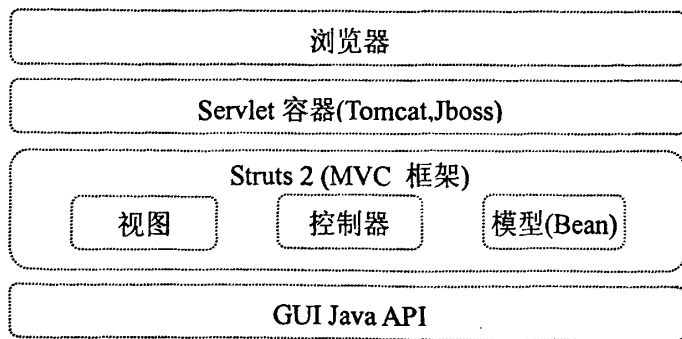 浏览器
Servlet 容器(Tomcat,Jboss)
Struts 2 (MVC 框架)
视图
控制器
模型(Bean)
GUI Java API